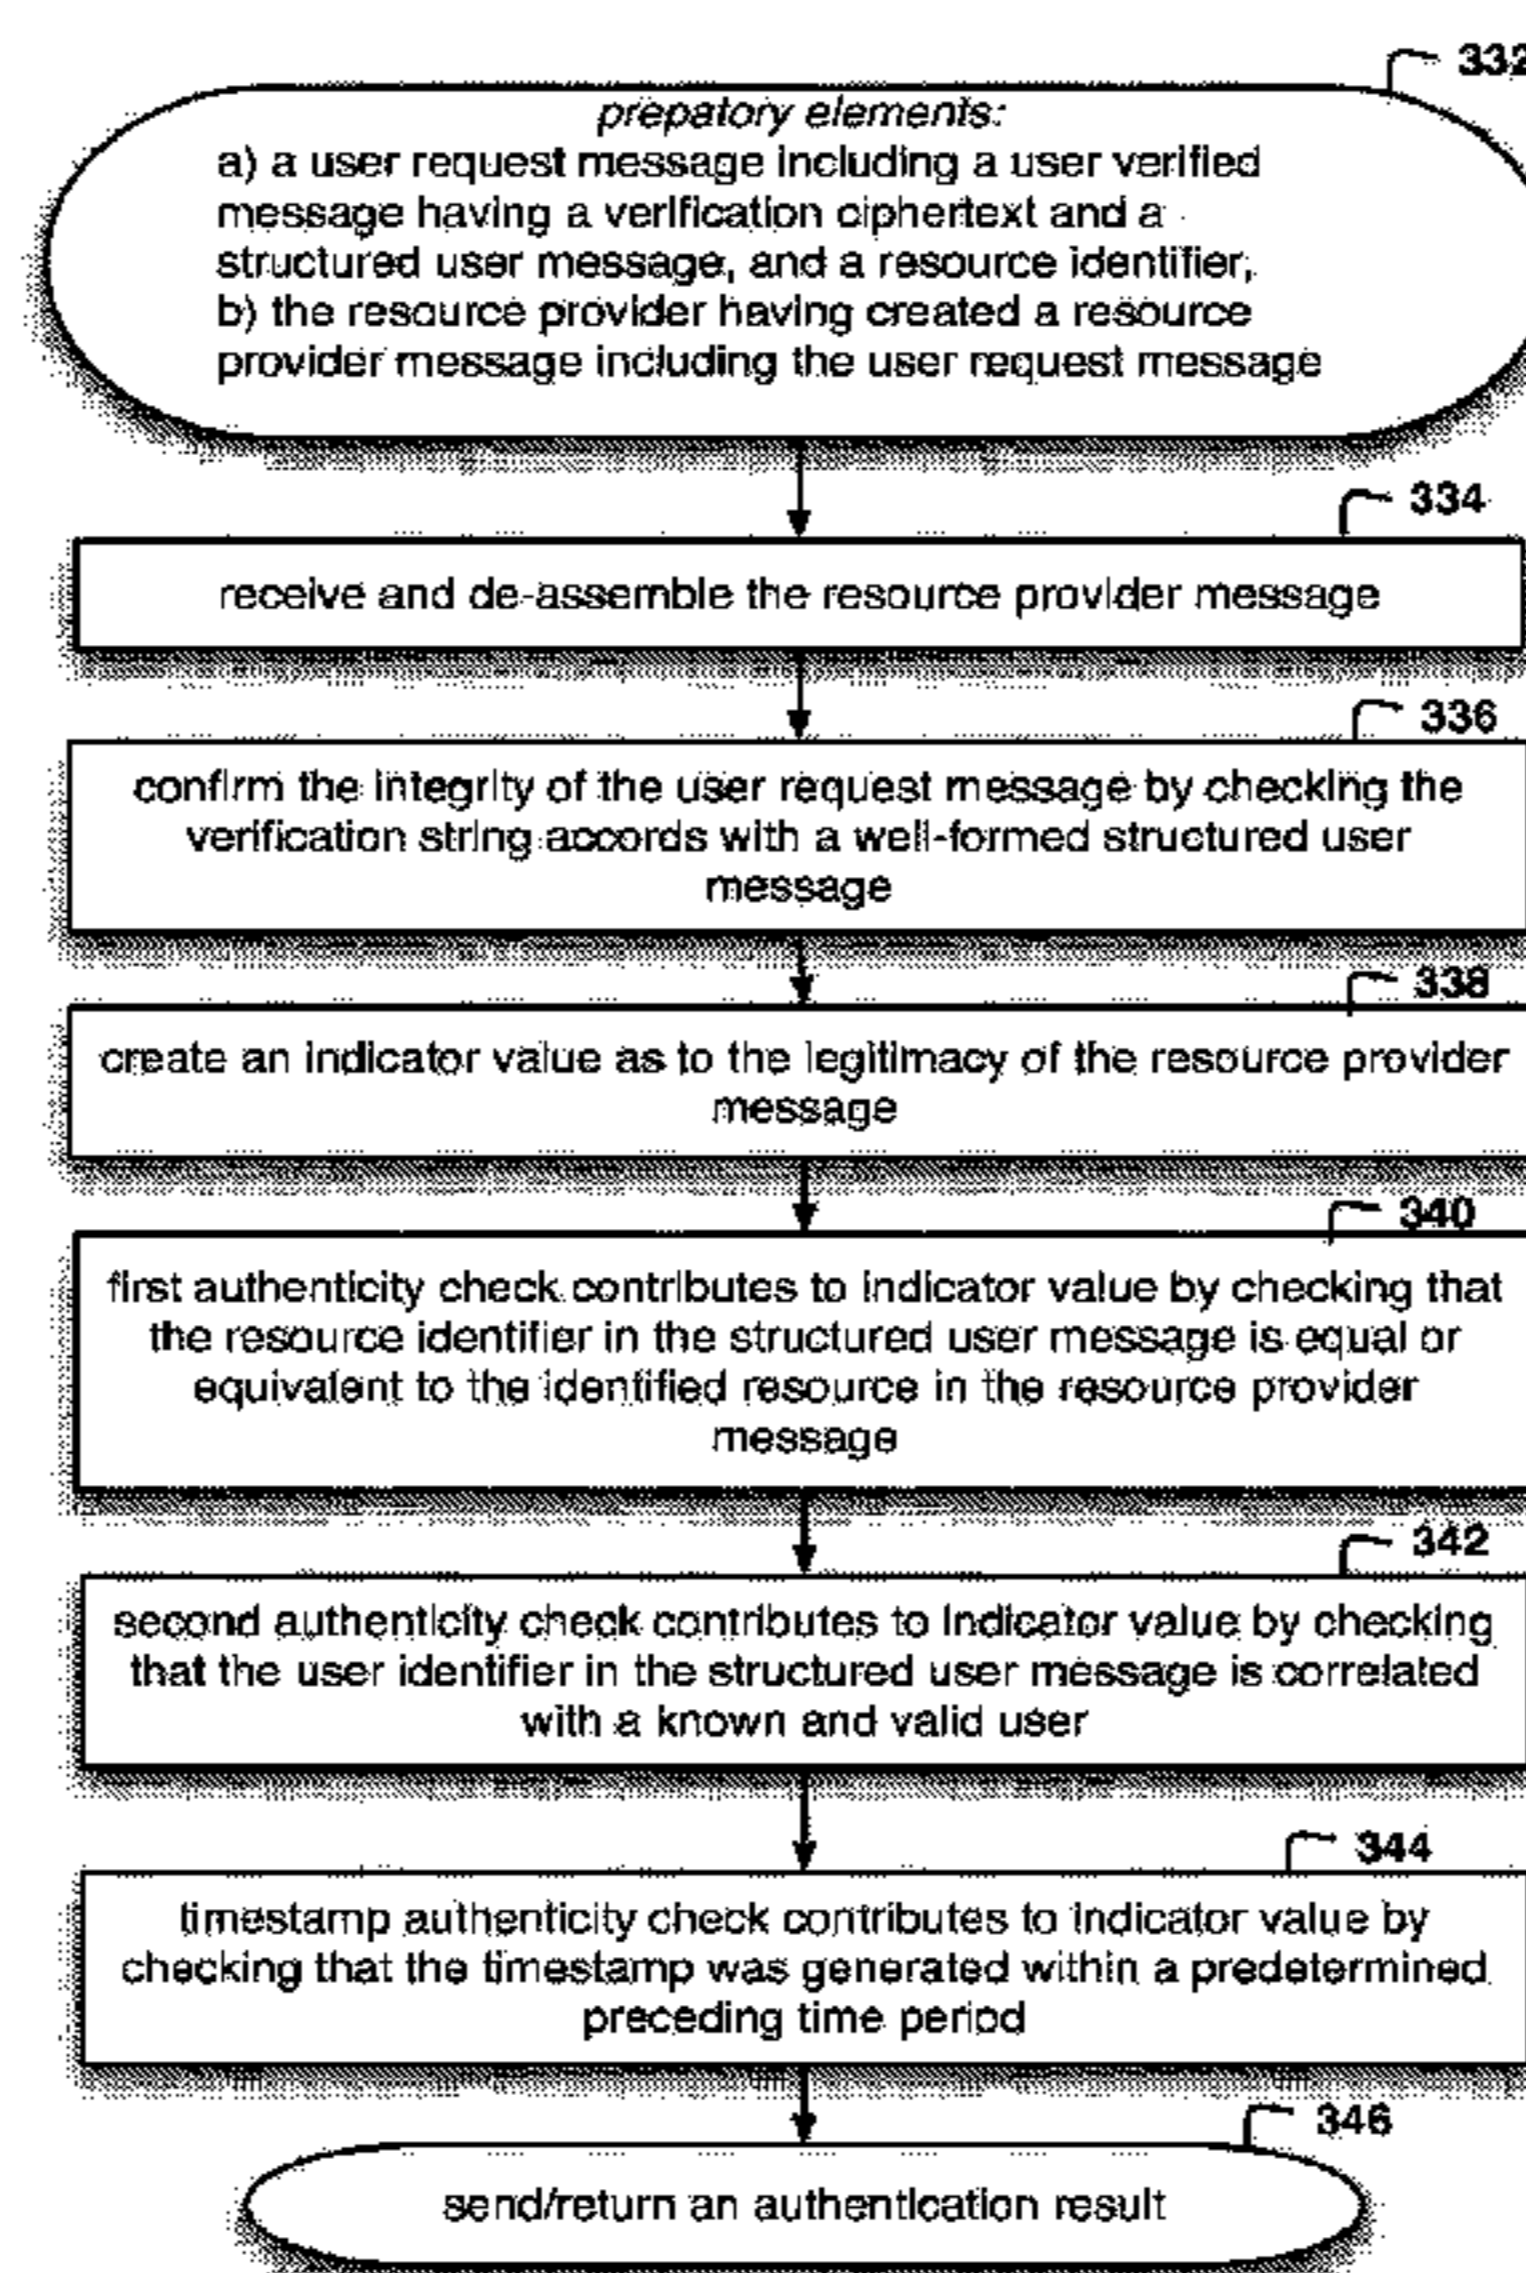 332
prepatory elements:
a) a user request message including a user verified
message having a verification ciphertext and a
structured user message, and a resource identifier,
b) the resource provider having created a resource
provider message including the user request message
334
receive and de-assemble the resource provider message
336
confirm the integrity of the user request message by checking the
verification string accords with a well-formed structured user
message
338
create an indicator value as to the legitimacy of the resource provider
message
340
first authenticity check contributes to indicator value by checking that
the resource identifier in the structured user message is equal or
equivalent to the identified resource in the resource provider
message
342
second authenticity check contributes to indicator value by checking
that the user identifier in the structured user message is correlated
with a known and valid user
344
timestamp authenticity check contributes to indicator value by
checking that the timestamp was generated within a predetermined
preceding time period
346
send/return an authentication result